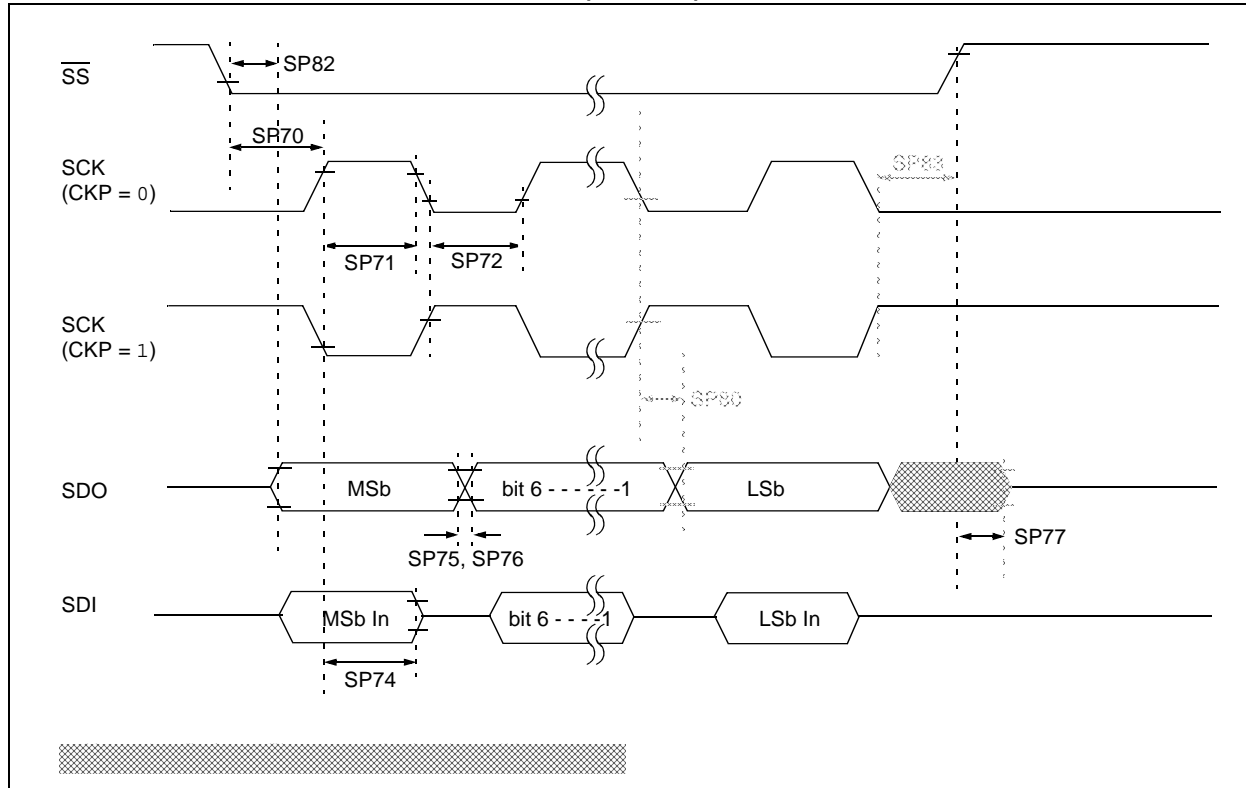 SS
SP82
SP70
SCK
(CKP = 0)
SP83
SP71
SP72
SCK
(CKP = 1)
SP80
SDO
MSb
bit 6 - - - - - -1
LSb
SP75, SP76
SP77
SDI
MSb In
bit 6 - - - -1
LSb In
SP74